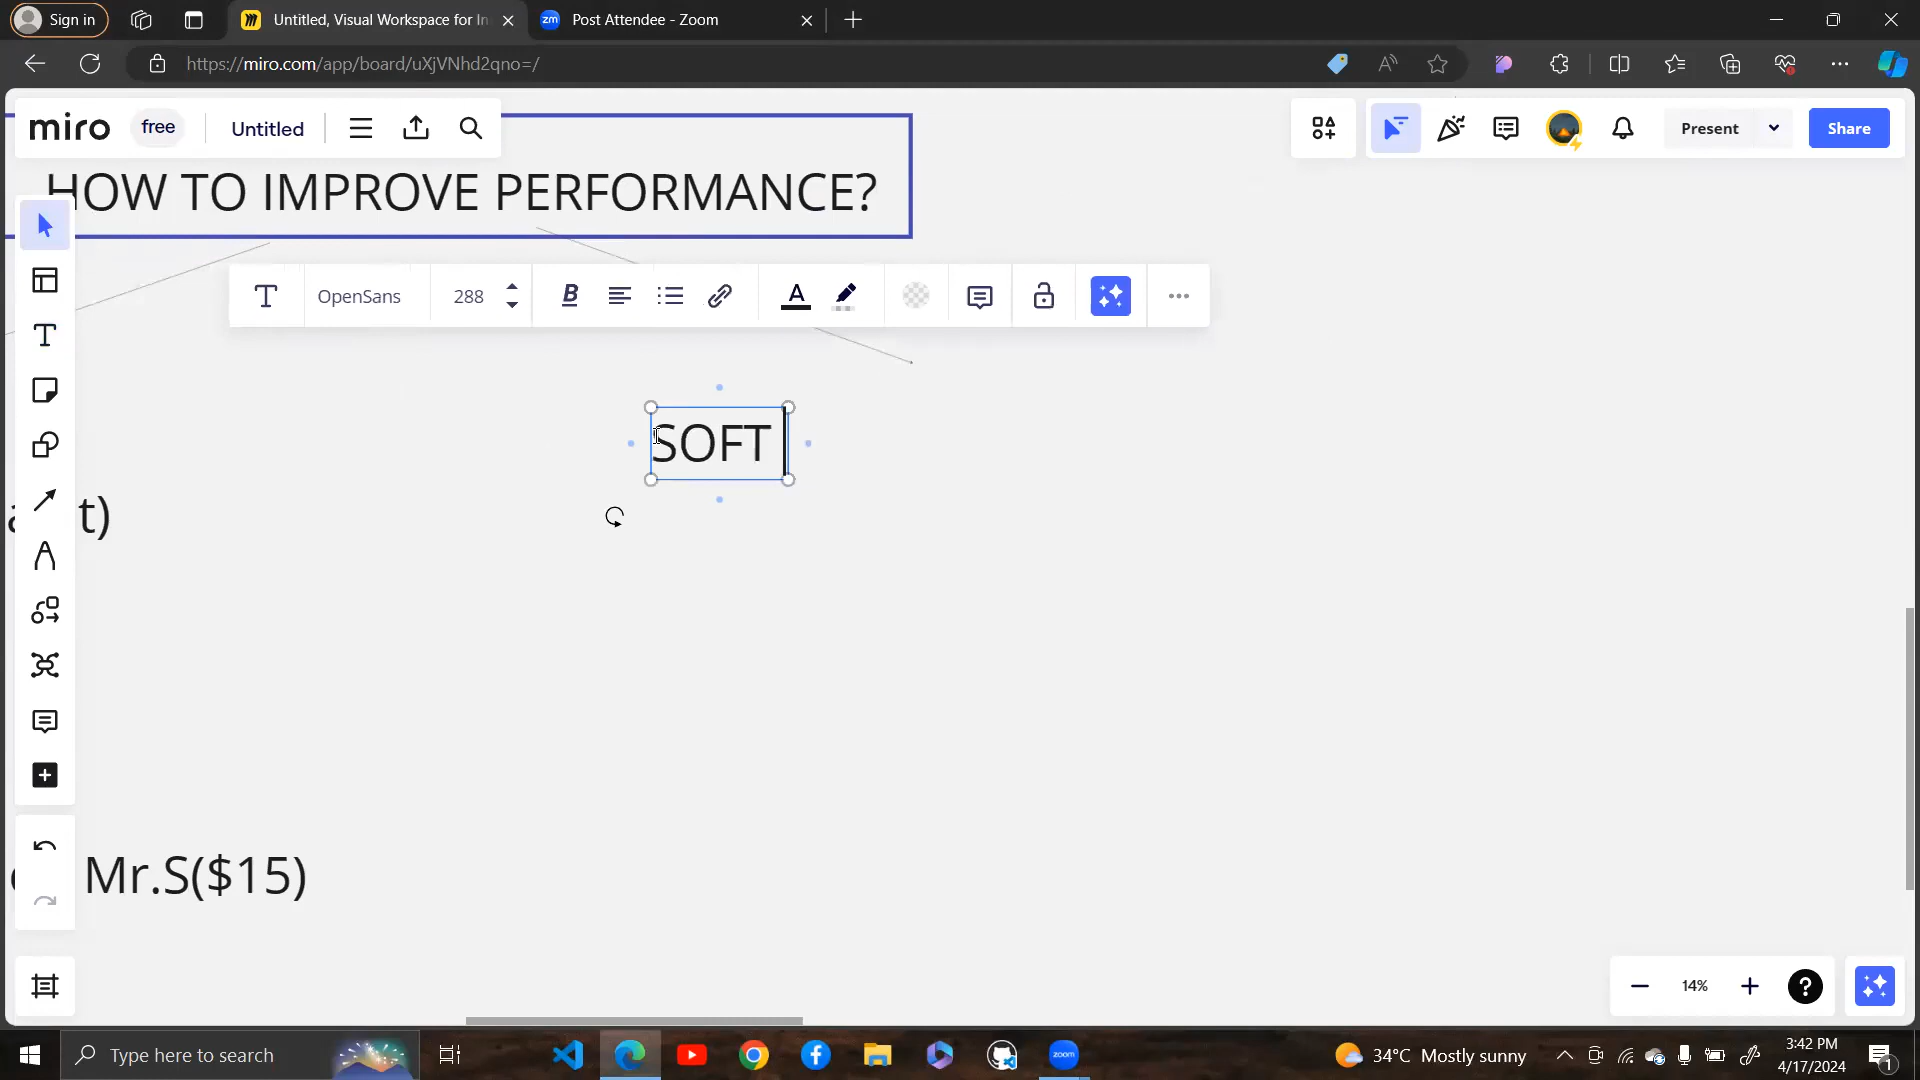 Sign in
Untitled, Visual Workspace for In
Post Attendee - Zoom
https://miro.com/app/board/uXjVNhd2qno=/
miro
free
Untitled
Present
Share
HOW TO IMPROVE PERFORMANCE?
OpenSans
288
SOFT
t)
Mr.S($15)
14%
Type here to search
zoom
34°C Mostly sunny
3:42 PM
4/17/2024
1